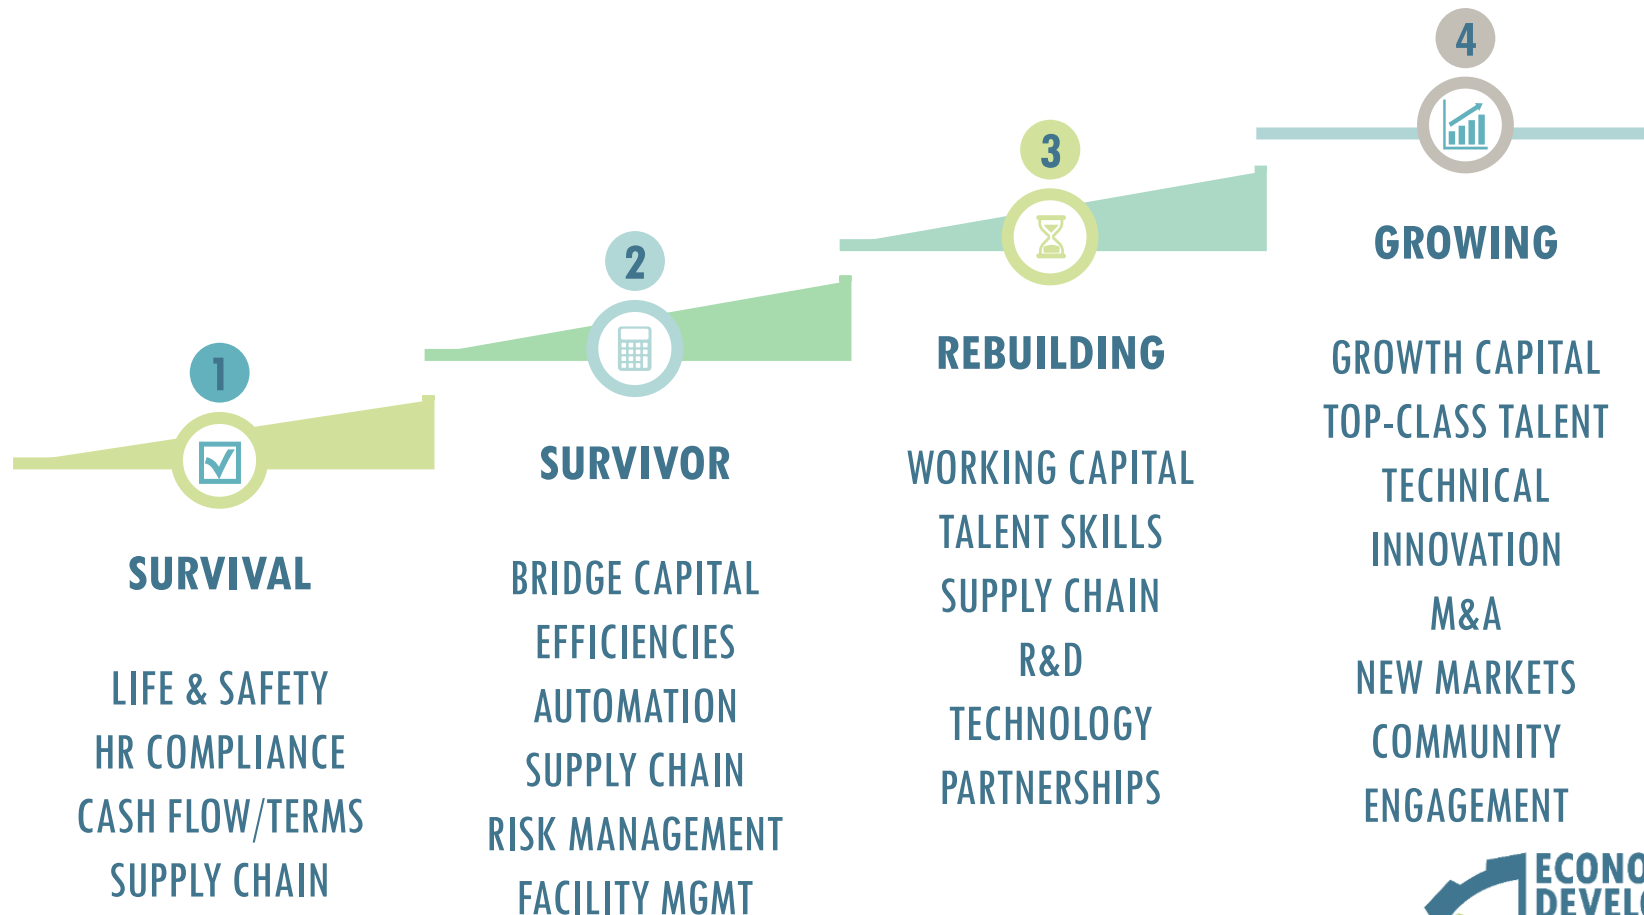 1
SURVIVAL
LIFE & SAFETY
HR COMPLIANCE
CASH FLOW/TERMS
SUPPLY CHAIN
2
SURVIVOR
BRIDGE CAPITAL
EFFICIENCIES
AUTOMATION
SUPPLY CHAIN
RISK MANAGEMENT
FACILITY MGMT
3
REBUILDING
WORKING CAPITAL
TALENT SKILLS
SUPPLY CHAIN
R&D
TECHNOLOGY
PARTNERSHIPS
4
GROWING
GROWTH CAPITAL
TOP-CLASS TALENT
TECHNICAL
INNOVATION
M&A
NEW MARKETS
COMMUNITY
ENGAGEMENT